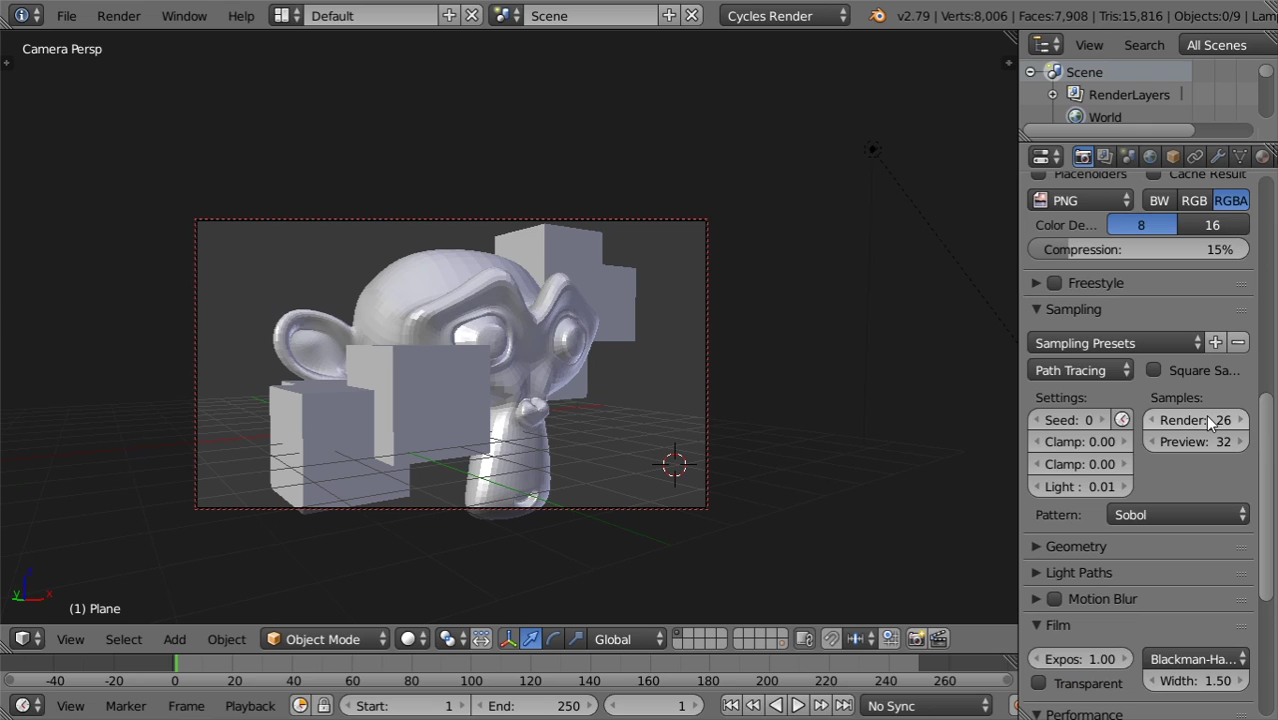 File Render Window Help Default Scene Cycles Render v2.79 | Verts:8,006 | Faces:7,908 | Tris:15,816 | Objects:0/9 | Lam
Camera Persp
View Search All Scenes
Scene
RenderLayers
World
Placeholders Cache Result
PNG BW RGB RGBA
Color De... 8 16
Compression: 15%
Freestyle
Sampling
Sampling Presets
Path Tracing Square Sa...
Settings: Samples:
Seed: 0 Render: 26
Clamp: 0.00 Preview: 32
Clamp: 0.00
Light : 0.01
Pattern: Sobol
Geometry
Light Paths
Motion Blur
Film
Expos: 1.00 Blackman-Ha...
Transparent Width: 1.50
Performance
z
y x
(1) Plane
View Select Add Object Object Mode Global
-40 -20 0 20 40 60 80 100 120 140 160 180 200 220 240 260
View Marker Frame Playback Start: 1 End: 250 1 No Sync